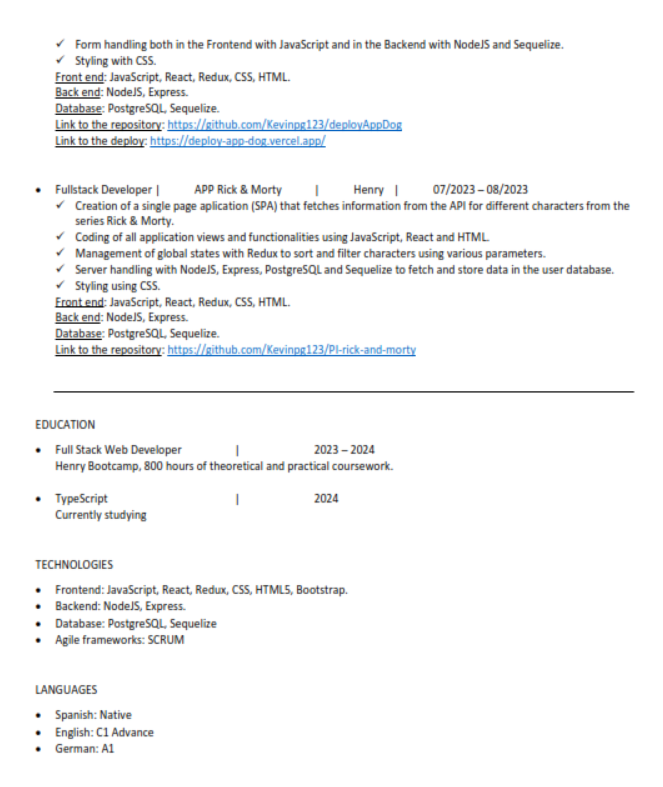 ✓ Form handling both in the Frontend with JavaScript and in the Backend with NodeJS and Sequelize.
✓ Styling with CSS.
Front end: JavaScript, React, Redux, CSS, HTML.
Back end: NodeJS, Express.
Database: PostgreSQL, Sequelize.
Link to the repository: https://github.com/Kevinpg123/deployAppDog
Link to the deploy: https://deploy-app-dog.vercel.app/
• Fullstack Developer | APP Rick & Morty | Henry | 07/2023 – 08/2023
✓ Creation of a single page aplication (SPA) that fetches information from the API for different characters from the
series Rick & Morty.
✓ Coding of all application views and functionalities using JavaScript, React and HTML.
✓ Management of global states with Redux to sort and filter characters using various parameters.
✓ Server handling with NodeJS, Express, PostgreSQL and Sequelize to fetch and store data in the user database.
✓ Styling using CSS.
Front end: JavaScript, React, Redux, CSS, HTML.
Back end: NodeJS, Express.
Database: PostgreSQL, Sequelize.
Link to the repository: https://github.com/Kevinpg123/PI-rick-and-morty
EDUCATION
• Full Stack Web Developer | 2023 – 2024
Henry Bootcamp, 800 hours of theoretical and practical coursework.
• TypeScript | 2024
Currently studying
TECHNOLOGIES
• Frontend: JavaScript, React, Redux, CSS, HTML5, Bootstrap.
• Backend: NodeJS, Express.
• Database: PostgreSQL, Sequelize
• Agile frameworks: SCRUM
LANGUAGES
• Spanish: Native
• English: C1 Advance
• German: A1